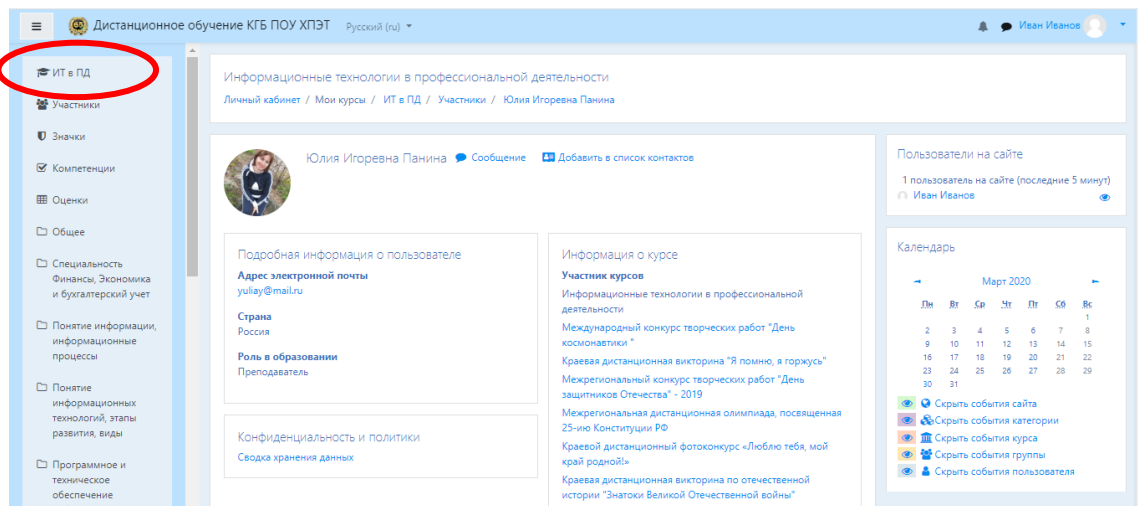 Дистанционное обучение КГБ ПОУ ХПЭТ Русский (ru)
Иван Иванов
ИТ в ПД
Участники
Значки
Компетенции
Оценки
Общее
Специальность
Финансы, Экономика
и бухгалтерский учет
Понятие информации,
информационные
процессы
Понятие
информационных
технологий, этапы
развития, виды
Программное и
техническое
обеспечение
Информационные технологии в профессиональной деятельности
Личный кабинет / Мои курсы / ИТ в ПД / Участники / Юлия Игоревна Панина
Юлия Игоревна Панина Сообщение Добавить в список контактов
Подробная информация о пользователе
Адрес электронной почты
yuliay@mail.ru
Страна
Россия
Роль в образовании
Преподаватель
Конфиденциальность и политики
Сводка хранения данных
Информация о курсе
Участник курсов
Информационные технологии в профессиональной
деятельности
Международный конкурс творческих работ "День
космонавтики "
Краевая дистанционная викторина "Я помню, я горжусь"
Межрегиональный конкурс творческих работ "День
защитников Отечества" - 2019
Межрегиональная дистанционная олимпиада, посвященная
25-ию Конституции РФ
Краевой дистанционный фотоконкурс «Люблю тебя, мой
край родной!»
Краевая дистанционная викторина по отечественной
истории "Знатоки Великой Отечественной войны"
Пользователи на сайте
1 пользователь на сайте (последние 5 минут)
Иван Иванов
Календарь
Март 2020
Пн Вт Ср Чт Пт Сб Вс
1
2 3 4 5 6 7 8
9 10 11 12 13 14 15
16 17 18 19 20 21 22
23 24 25 26 27 28 29
30 31
Скрыть события сайта
Скрыть события категории
Скрыть события курса
Скрыть события группы
Скрыть события пользователя